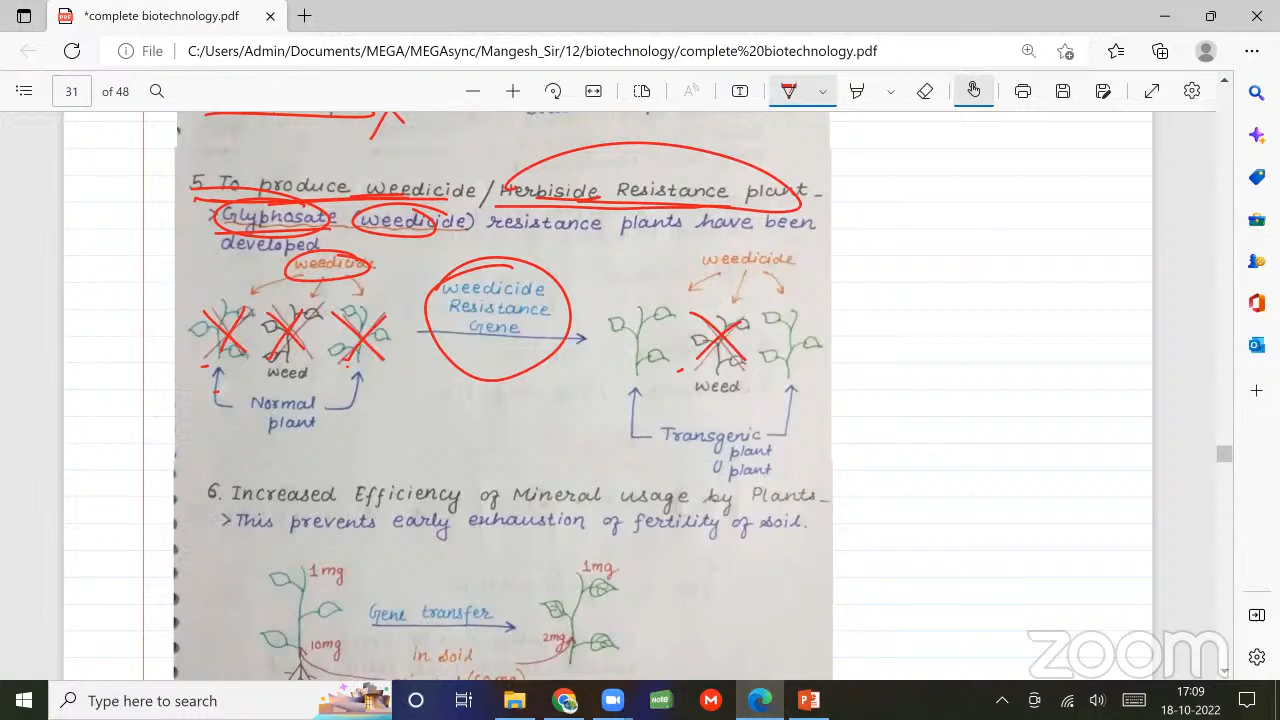 *complete biotechnology.pdf
File C:/Users/Admin/Documents/MEGA/MEGAsync/Mangesh_Sir/12/biotechnology/complete%20biotechnology.pdf
31 of 48
5. To produce weedicide / Herbiside Resistance plant-
> Glyphosate (weedicide) resistance plants have been
developed
weedicide
weedicide
Weedicide
Resistance
Gene
weed
weed
Normal
plant
Transgenic
plant
plant
6. Increased Efficiency of Mineral usage by Plants-
> This prevents early exhaustion of fertility of soil.
1mg
1mg
Gene transfer
10mg
2mg
in soil
zoom
Type here to search
17:09
18-10-2022